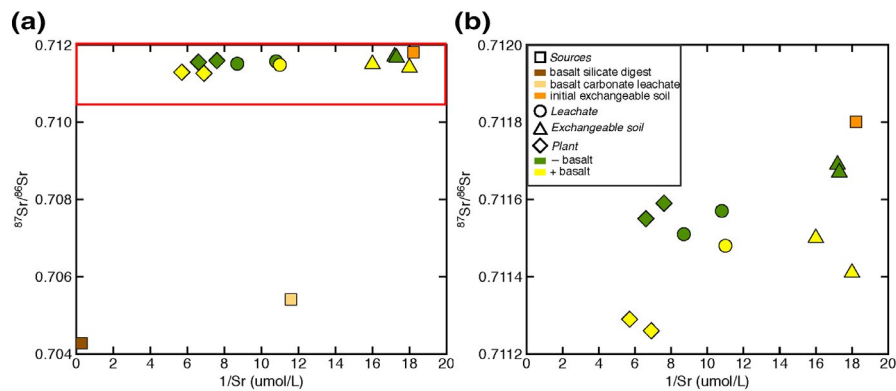 (a)
0.712
0.710
0.708
0.706
0.704
⁸⁷Sr/⁸⁶Sr
0 2 4 6 8 10 12 14 16 18 20
1/Sr (umol/L)
(b)
0.7120
0.7118
0.7116
0.7114
0.7112
⁸⁷Sr/⁸⁶Sr
Sources
basalt silicate digest
basalt carbonate leachate
initial exchangeable soil
Leachate
Exchangeable soil
Plant
– basalt
+ basalt
0 2 4 6 8 10 12 14 16 18 20
1/Sr (umol/L)